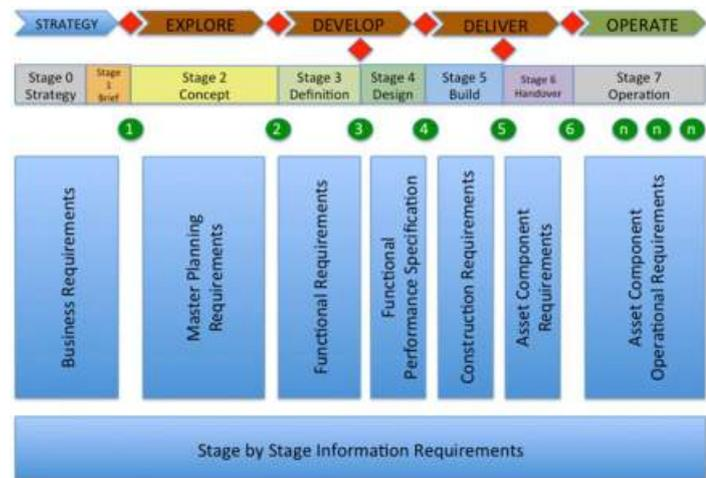 STRATEGY
EXPLORE
DEVELOP
DELIVER
OPERATE
Stage 0
Strategy
Stage
1
Brief
Stage 2
Concept
Stage 3
Definition
Stage 4
Design
Stage 5
Build
Stage 6
Handover
Stage 7
Operation
1
2
3
4
5
6
n
n
n
Business Requirements
Master Planning
Requirements
Functional Requirements
Functional
Performance Specification
Construction Requirements
Asset Component
Requirements
Asset Component
Operational Requirements
Stage by Stage Information Requirements